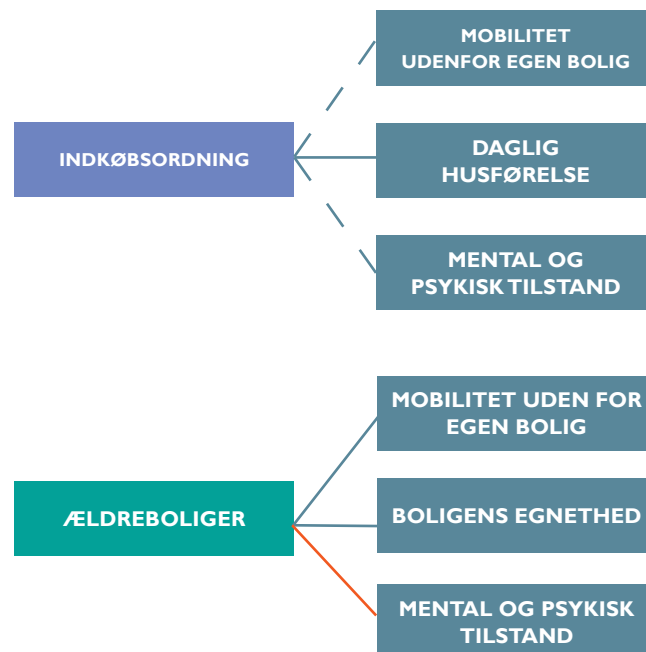 MOBILITET
UDENFOR EGEN BOLIG
INDKØBSORDNING
DAGLIG
HUSFØRELSE
MENTAL OG
PSYKISK TILSTAND
MOBILITET UDEN FOR
EGEN BOLIG
ÆLDREBOLIGER
BOLIGENS EGNETHED
MENTAL OG PSYKISK
TILSTAND